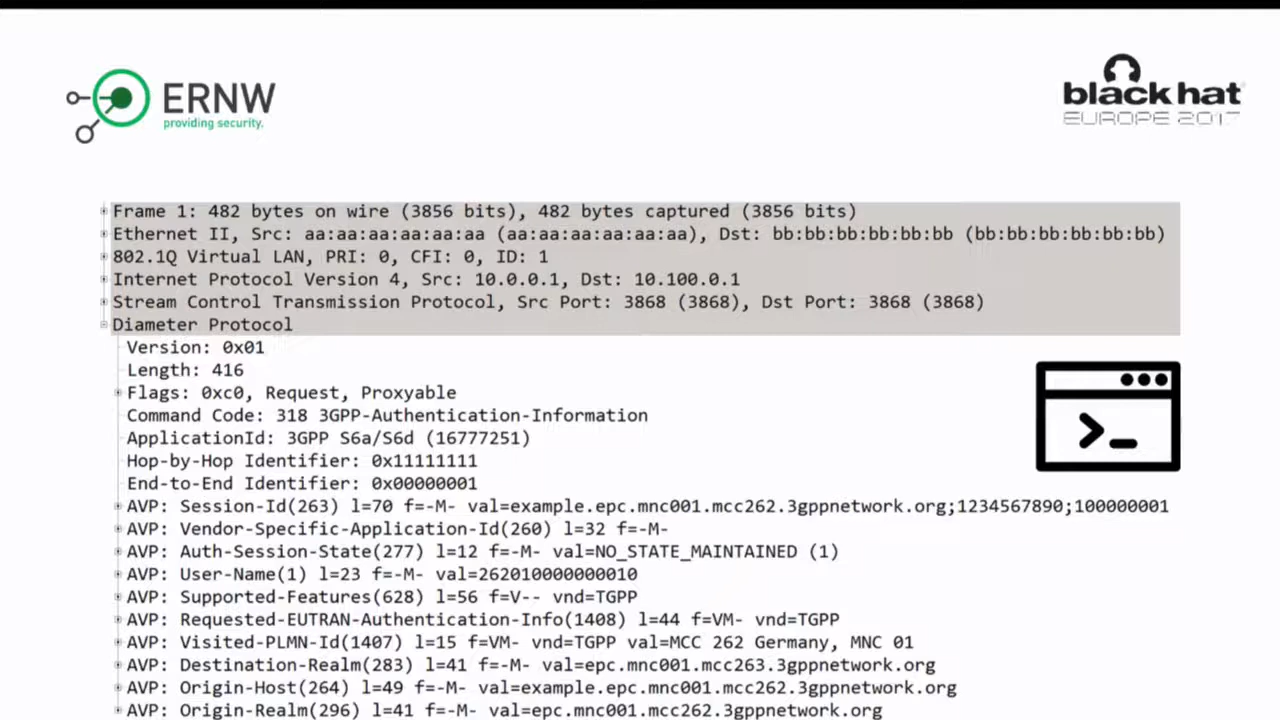 ERNW
providing security.
black hat
EUROPE 2017
Frame 1: 482 bytes on wire (3856 bits), 482 bytes captured (3856 bits)
Ethernet II, Src: aa:aa:aa:aa:aa:aa (aa:aa:aa:aa:aa:aa), Dst: bb:bb:bb:bb:bb:bb (bb:bb:bb:bb:bb:bb)
802.1Q Virtual LAN, PRI: 0, CFI: 0, ID: 1
Internet Protocol Version 4, Src: 10.0.0.1, Dst: 10.100.0.1
Stream Control Transmission Protocol, Src Port: 3868 (3868), Dst Port: 3868 (3868)
Diameter Protocol
Version: 0x01
Length: 416
Flags: 0xc0, Request, Proxyable
Command Code: 318 3GPP-Authentication-Information
ApplicationId: 3GPP S6a/S6d (16777251)
Hop-by-Hop Identifier: 0x11111111
End-to-End Identifier: 0x00000001
AVP: Session-Id(263) l=70 f=-M- val=example.epc.mnc001.mcc262.3gppnetwork.org;1234567890;100000001
AVP: Vendor-Specific-Application-Id(260) l=32 f=-M-
AVP: Auth-Session-State(277) l=12 f=-M- val=NO_STATE_MAINTAINED (1)
AVP: User-Name(1) l=23 f=-M- val=262010000000010
AVP: Supported-Features(628) l=56 f=V-- vnd=TGPP
AVP: Requested-EUTRAN-Authentication-Info(1408) l=44 f=VM- vnd=TGPP
AVP: Visited-PLMN-Id(1407) l=15 f=VM- vnd=TGPP val=MCC 262 Germany, MNC 01
AVP: Destination-Realm(283) l=41 f=-M- val=epc.mnc001.mcc263.3gppnetwork.org
AVP: Origin-Host(264) l=49 f=-M- val=example.epc.mnc001.mcc262.3gppnetwork.org
AVP: Origin-Realm(296) l=41 f=-M- val=epc.mnc001.mcc262.3gppnetwork.org